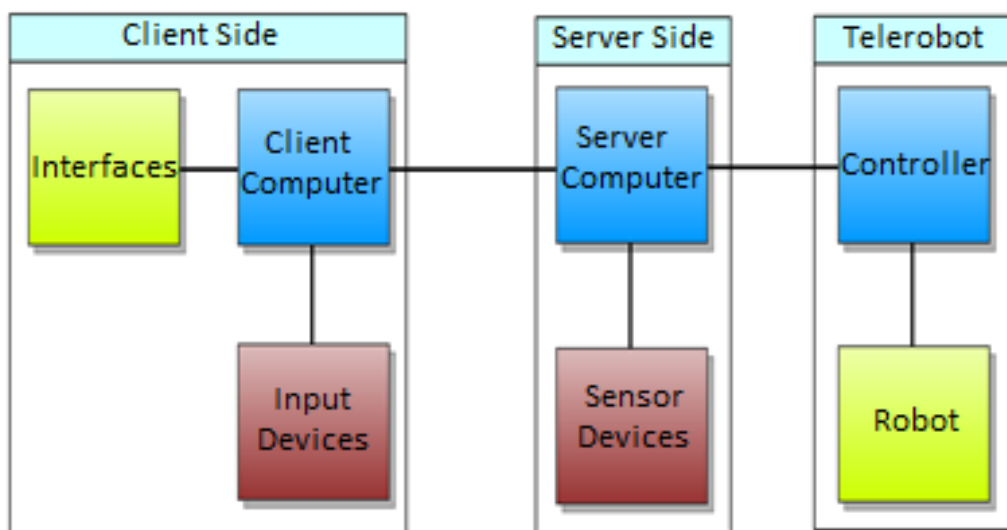 Client Side
Server Side
Telerobot
Interfaces
Client
Computer
Server
Computer
Controller
Input
Devices
Sensor
Devices
Robot